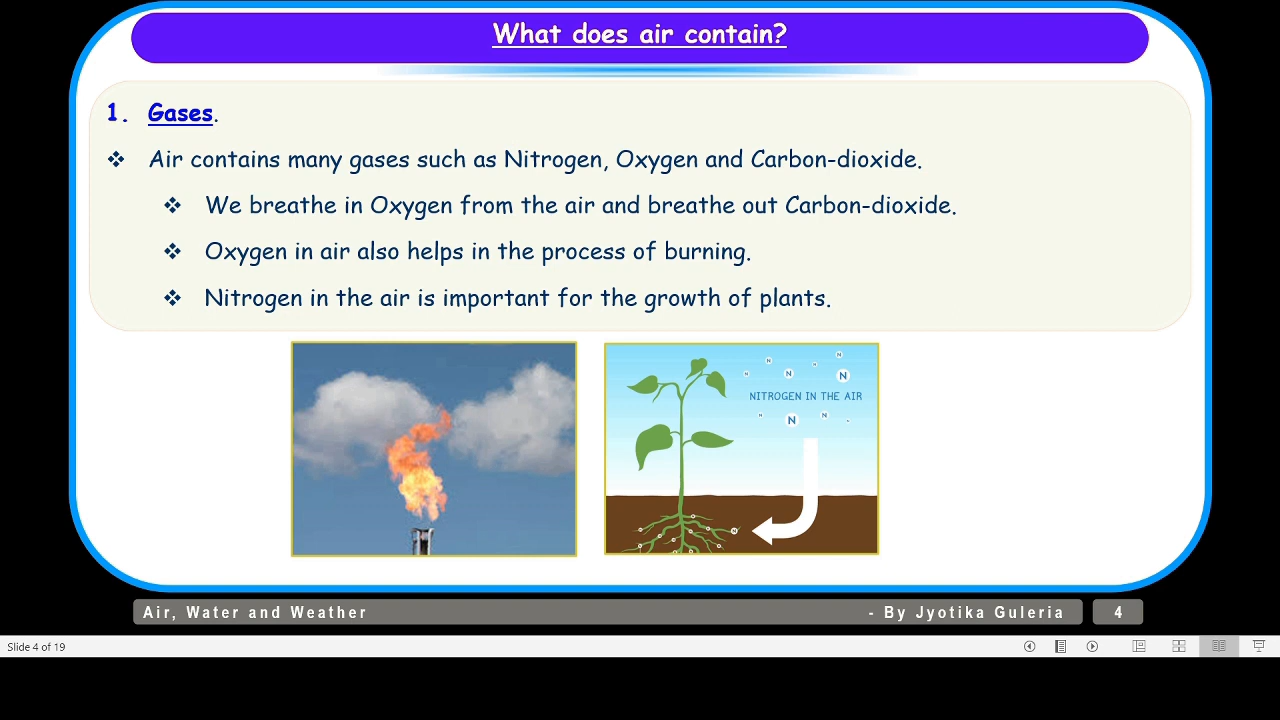 What does air contain?
1. Gases.
❖ Air contains many gases such as Nitrogen, Oxygen and Carbon-dioxide.
❖ We breathe in Oxygen from the air and breathe out Carbon-dioxide.
❖ Oxygen in air also helps in the process of burning.
❖ Nitrogen in the air is important for the growth of plants.
N N N
NITROGEN IN THE AIR
N N N
N
Air, Water and Weather - By Jyotika Guleria 4
Slide 4 of 19